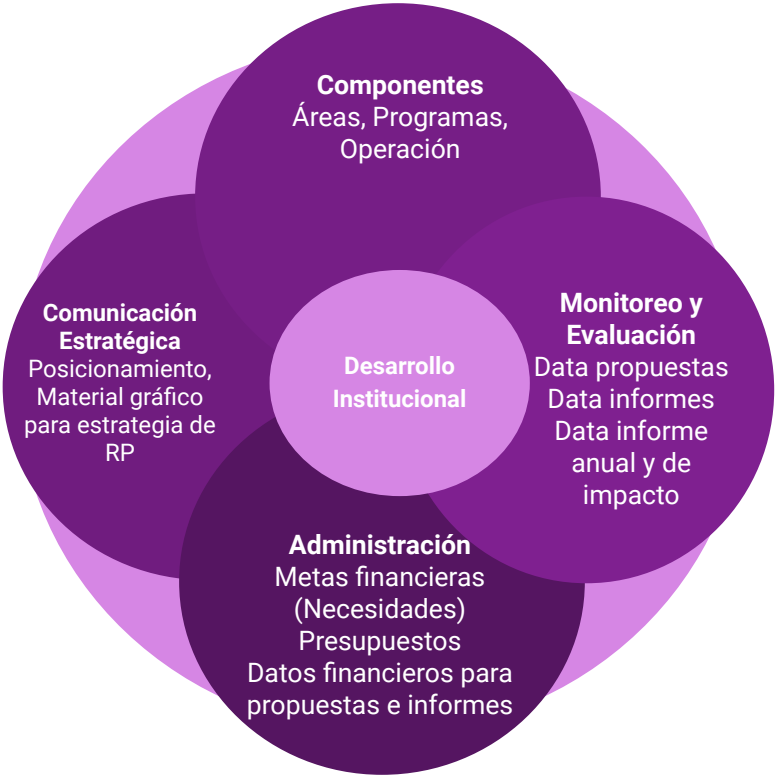 Componentes
Áreas, Programas,
Operación
Comunicación
Estratégica
Posicionamiento,
Material gráfico
para estrategia de
RP
Desarrollo
Institucional
Monitoreo y
Evaluación
Data propuestas
Data informes
Data informe
anual y de
impacto
Administración
Metas financieras
(Necesidades)
Presupuestos
Datos financieros para
propuestas e informes